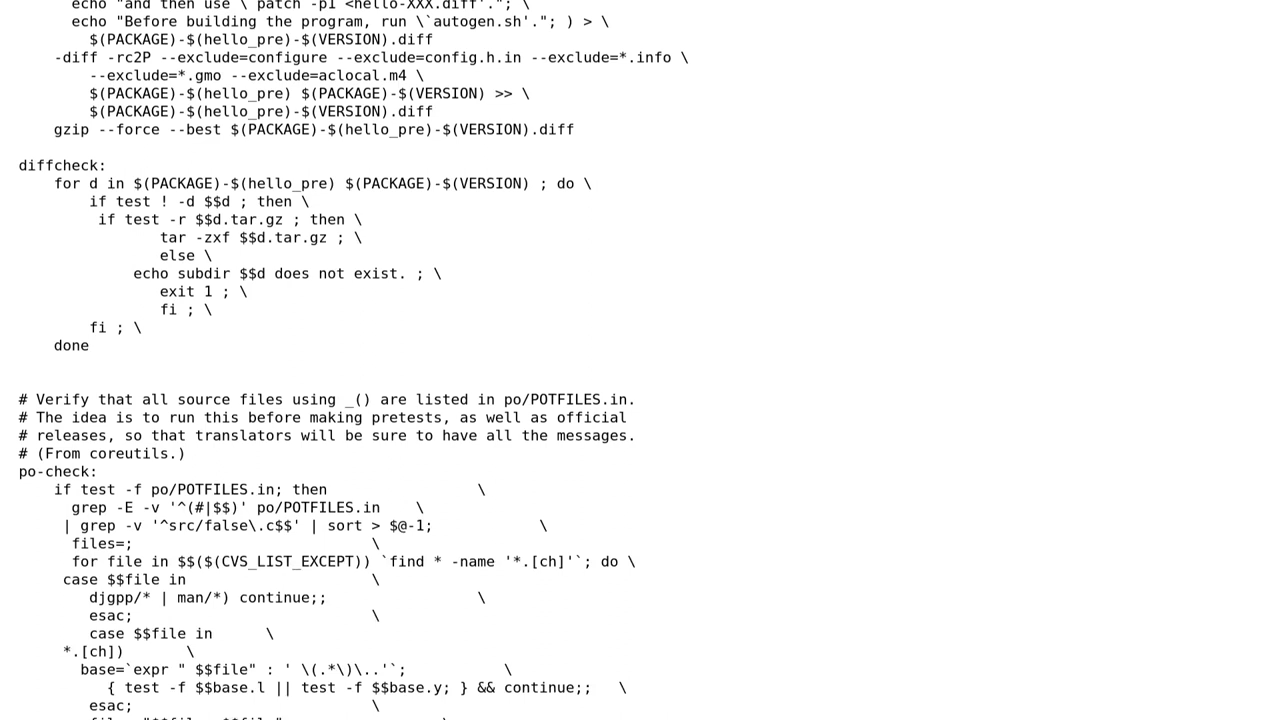 echo "and then use \`patch -p1 <hello-XXX.diff'."; \
echo "Before building the program, run \`autogen.sh'."; ) > \
$(PACKAGE)-$(hello_pre)-$(VERSION).diff
-diff -rc2P --exclude=configure --exclude=config.h.in --exclude=*.info \
--exclude=*.gmo --exclude=aclocal.m4 \
$(PACKAGE)-$(hello_pre) $(PACKAGE)-$(VERSION) >> \
$(PACKAGE)-$(hello_pre)-$(VERSION).diff
gzip --force --best $(PACKAGE)-$(hello_pre)-$(VERSION).diff
diffcheck:
for d in $(PACKAGE)-$(hello_pre) $(PACKAGE)-$(VERSION) ; do \
if test ! -d $$d ; then \
if test -r $$d.tar.gz ; then \
tar -zxf $$d.tar.gz ; \
else \
echo subdir $$d does not exist. ; \
exit 1 ; \
fi ; \
fi ; \
done
# Verify that all source files using _() are listed in po/POTFILES.in.
# The idea is to run this before making pretests, as well as official
# releases, so that translators will be sure to have all the messages.
# (From coreutils.)
po-check:
if test -f po/POTFILES.in; then \
grep -E -v '^(#|$$)' po/POTFILES.in \
| grep -v '^src/false\.c$$' | sort > $@-1; \
files=; \
for file in $$($(CVS_LIST_EXCEPT)) `find * -name '*.[ch]'`; do \
case $$file in \
djgpp/* | man/*) continue;; \
esac; \
case $$file in \
*.[ch]) \
base=`expr " $$file" : ' \(.*\)\..'`; \
{ test -f $$base.l || test -f $$base.y; } && continue;; \
esac; \